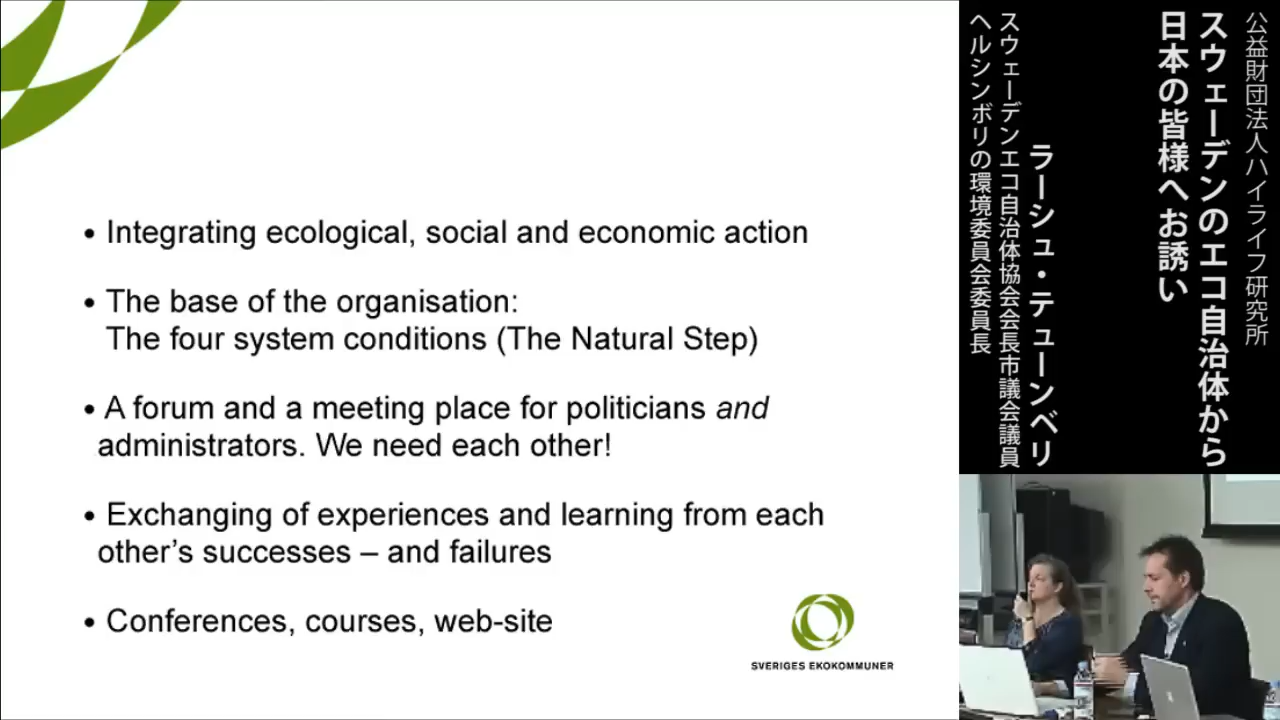 • Integrating ecological, social and economic action
• The base of the organisation:
The four system conditions (The Natural Step)
• A forum and a meeting place for politicians and
administrators. We need each other!
• Exchanging of experiences and learning from each
other’s successes – and failures
• Conferences, courses, web-site
SVERIGES EKOKOMMUNER
公益財団法人ハイライフ研究所
スウェーデンのエコ自治体から
日本の皆様へお誘い
ラーシュ・テューンベリ
スウェーデンエコ自治体協会会長市議会議員
ヘルシンボリの環境委員会委員長